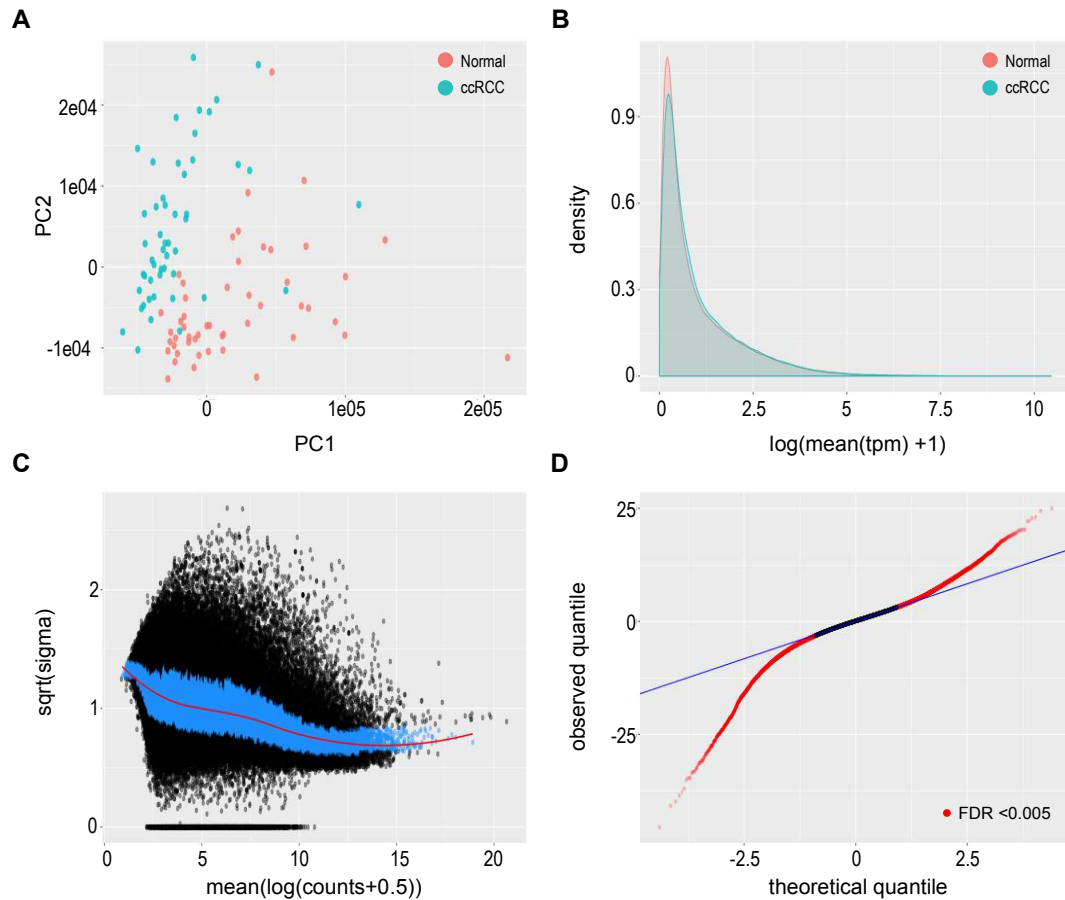 A
PC2
2e04
1e04
0
-1e04
Normal
ccRCC
0
1e05
2e05
PC1
B
density
0.9
0.6
0.3
0
Normal
ccRCC
0
2.5
5
7.5
10
log(mean(tpm) +1)
C
sqrt(sigma)
2
1
0
0
5
10
15
20
mean(log(counts+0.5))
D
observed quantile
25
0
-25
FDR <0.005
-2.5
0
2.5
theoretical quantile